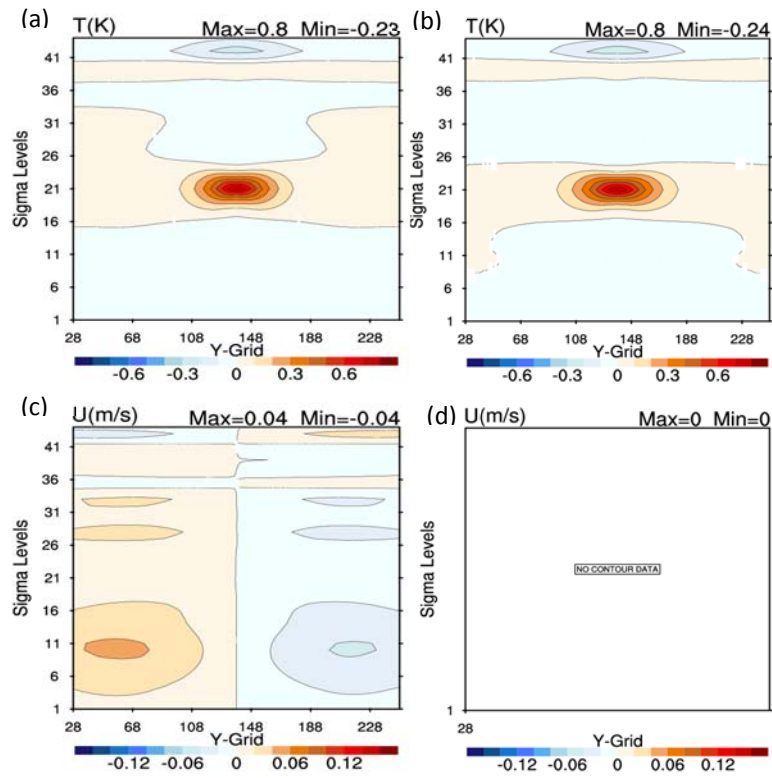 (a)
T(K) Max=0.8 Min=-0.23
41
36
31
26
21
16
11
6
1
Sigma Levels
28 68 108 148 188 228
Y-Grid
-0.6 -0.3 0 0.3 0.6
(b)
T(K) Max=0.8 Min=-0.24
41
36
31
26
21
16
11
6
1
Sigma Levels
28 68 108 148 188 228
Y-Grid
-0.6 -0.3 0 0.3 0.6
(c)
U(m/s) Max=0.04 Min=-0.04
41
36
31
26
21
16
11
6
1
Sigma Levels
28 68 108 148 188 228
Y-Grid
-0.12 -0.06 0 0.06 0.12
(d)
U(m/s) Max=0 Min=0
NO CONTOUR DATA
Sigma Levels
1
28
Y-Grid
-0.12 -0.06 0 0.06 0.12